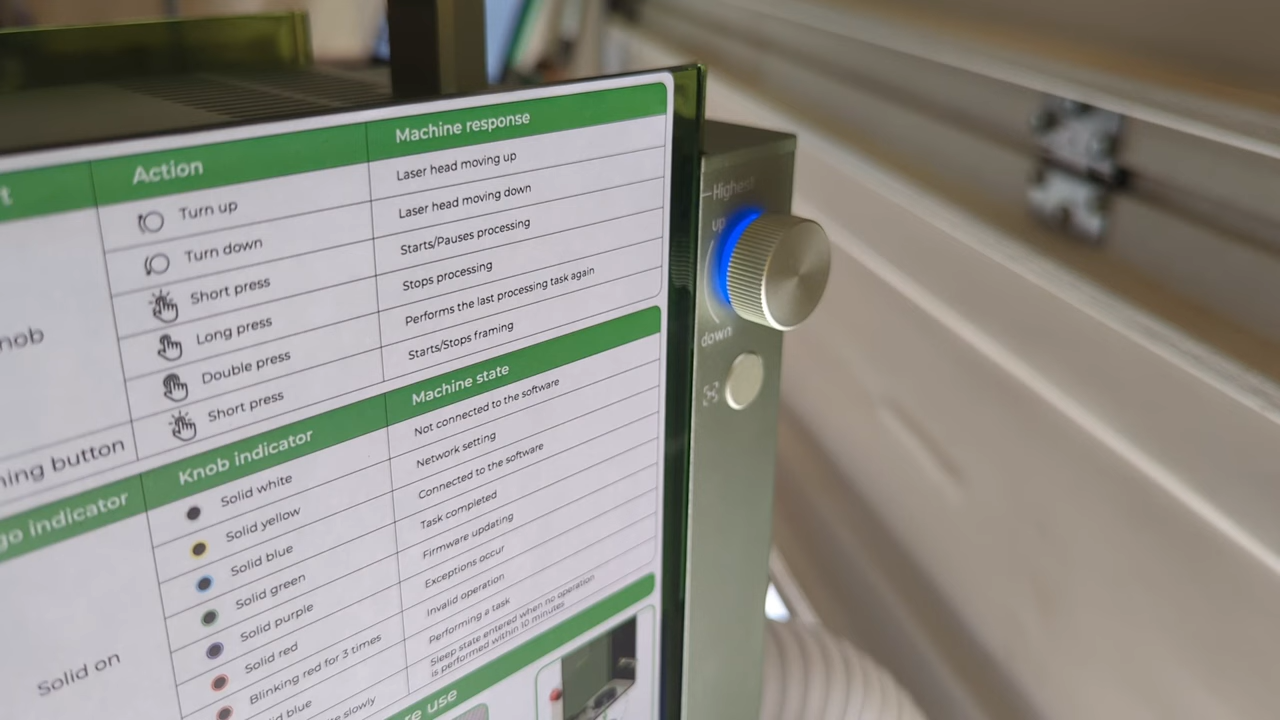 t Action Machine response
Turn up Laser head moving up
Turn down Laser head moving down
Short press Starts/Pauses processing
nob Long press Stops processing
Double press Performs the last processing task again
ning button Short press Starts/Stops framing
go indicator Knob indicator Machine state
Solid white Not connected to the software
Solid yellow Network setting
Solid blue Connected to the software
Solid green Task completed
Solid purple Firmware updating
Solid on Solid red Exceptions occur
Blinking red for 3 times Invalid operation
d blue Performing a task
e slowly Sleep state entered when no operation
is performed within 10 minutes
re use
Highest
up
down